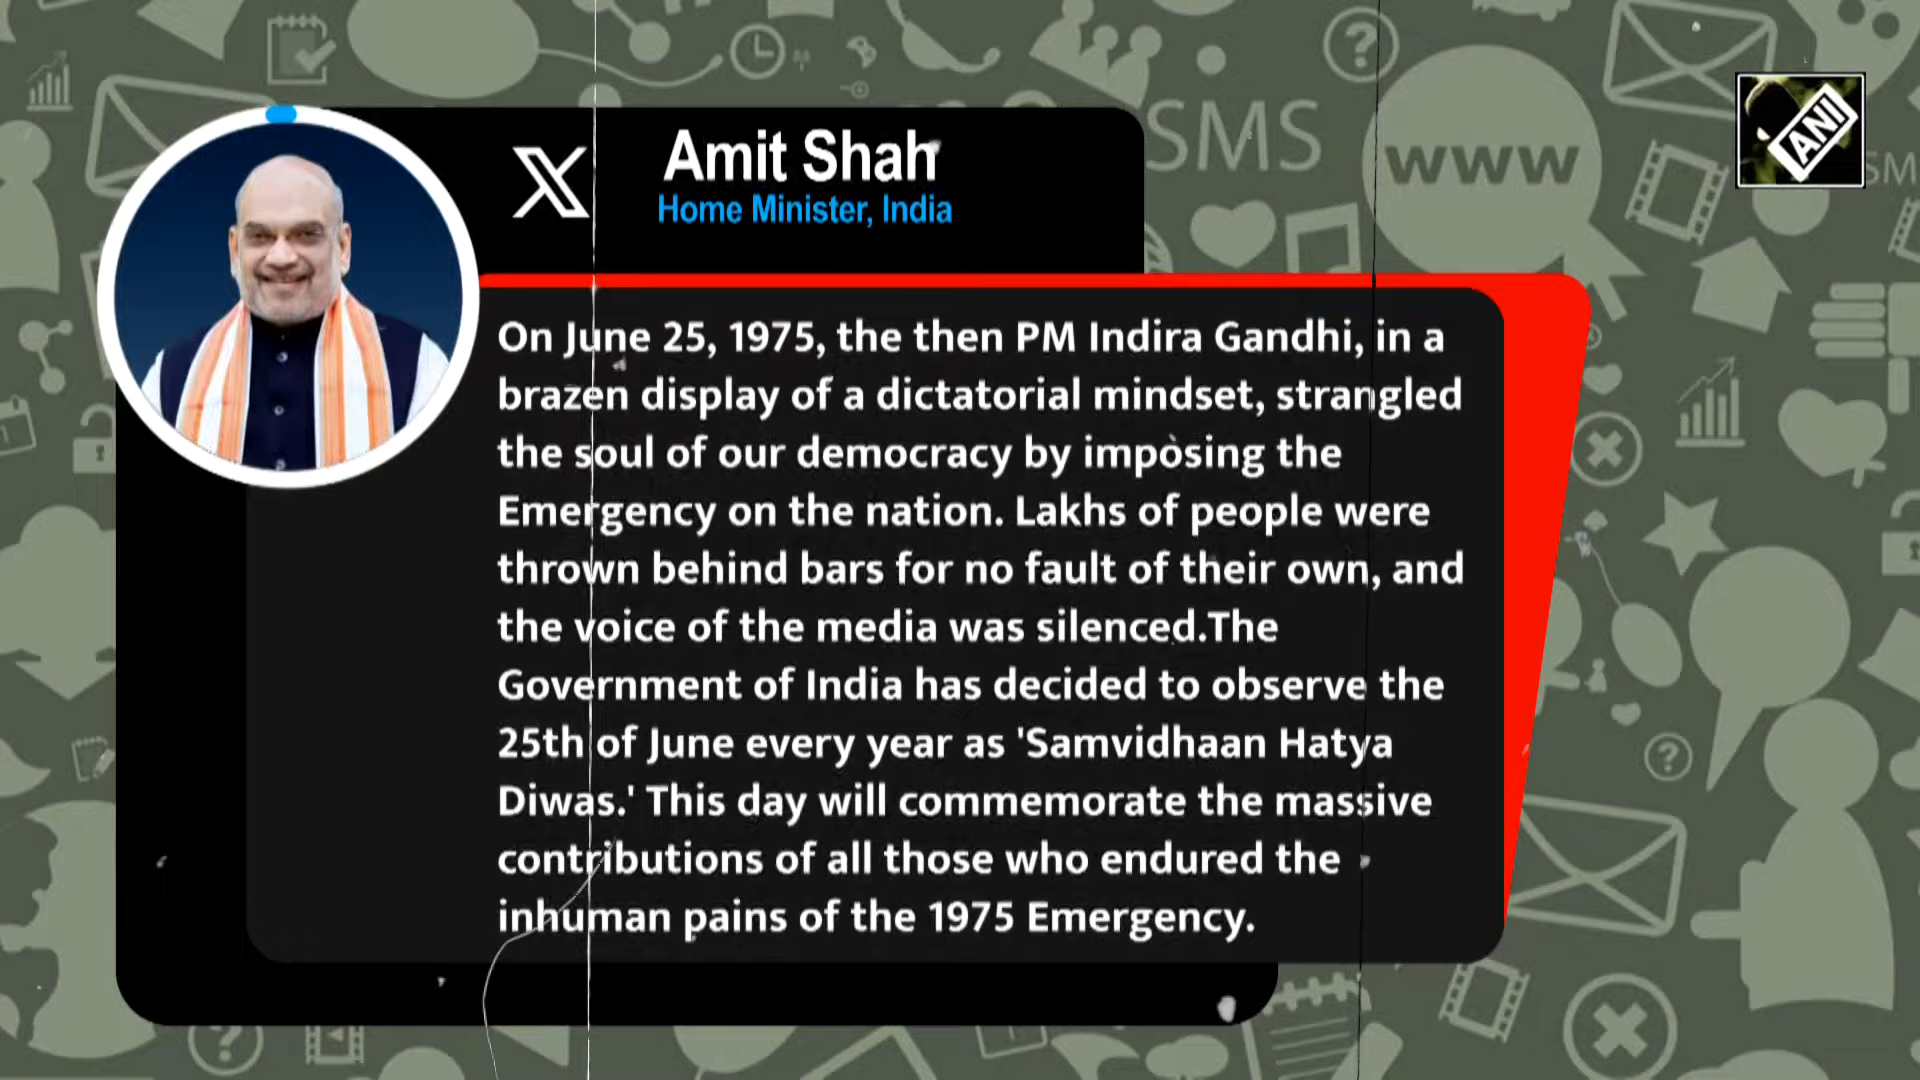 SMS
www
ANI
SMS
X
Amit Shah
Home Minister, India
On June 25, 1975, the then PM Indira Gandhi, in a
brazen display of a dictatorial mindset, strangled
the soul of our democracy by imposing the
Emergency on the nation. Lakhs of people were
thrown behind bars for no fault of their own, and
the voice of the media was silenced.The
Government of India has decided to observe the
25th of June every year as 'Samvidhaan Hatya
Diwas.' This day will commemorate the massive
contributions of all those who endured the
inhuman pains of the 1975 Emergency.